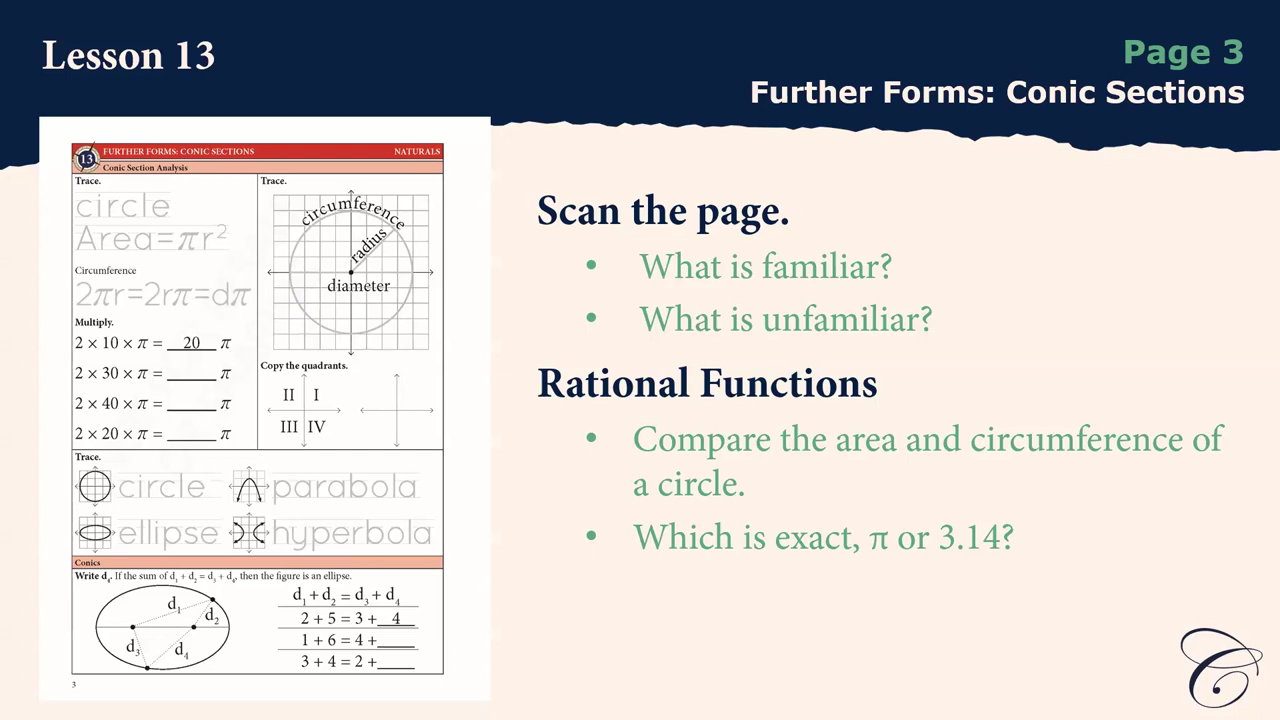 Lesson 13
Page 3
Further Forms: Conic Sections
13
FURTHER FORMS: CONIC SECTIONS
NATURALS
Conic Section Analysis
Trace.
circle
Area=πr²
Circumference
2πr=2rπ=dπ
Multiply.
2 × 10 × π = 20 π
2 × 30 × π = ____ π
2 × 40 × π = ____ π
2 × 20 × π = ____ π
Trace.
circumference
radius
diameter
Copy the quadrants.
II I
III IV
Trace.
circle parabola
ellipse hyperbola
Conics
Write d₄. If the sum of d₁ + d₂ = d₃ + d₄, then the figure is an ellipse.
d₁
d₂
d₃
d₄
d₁+d₂ = d₃+d₄
2 + 5 = 3 + 4
1 + 6 = 4 + ____
3 + 4 = 2 + ____
3
Scan the page.
• What is familiar?
• What is unfamiliar?
Rational Functions
• Compare the area and circumference of
a circle.
• Which is exact, π or 3.14?
C